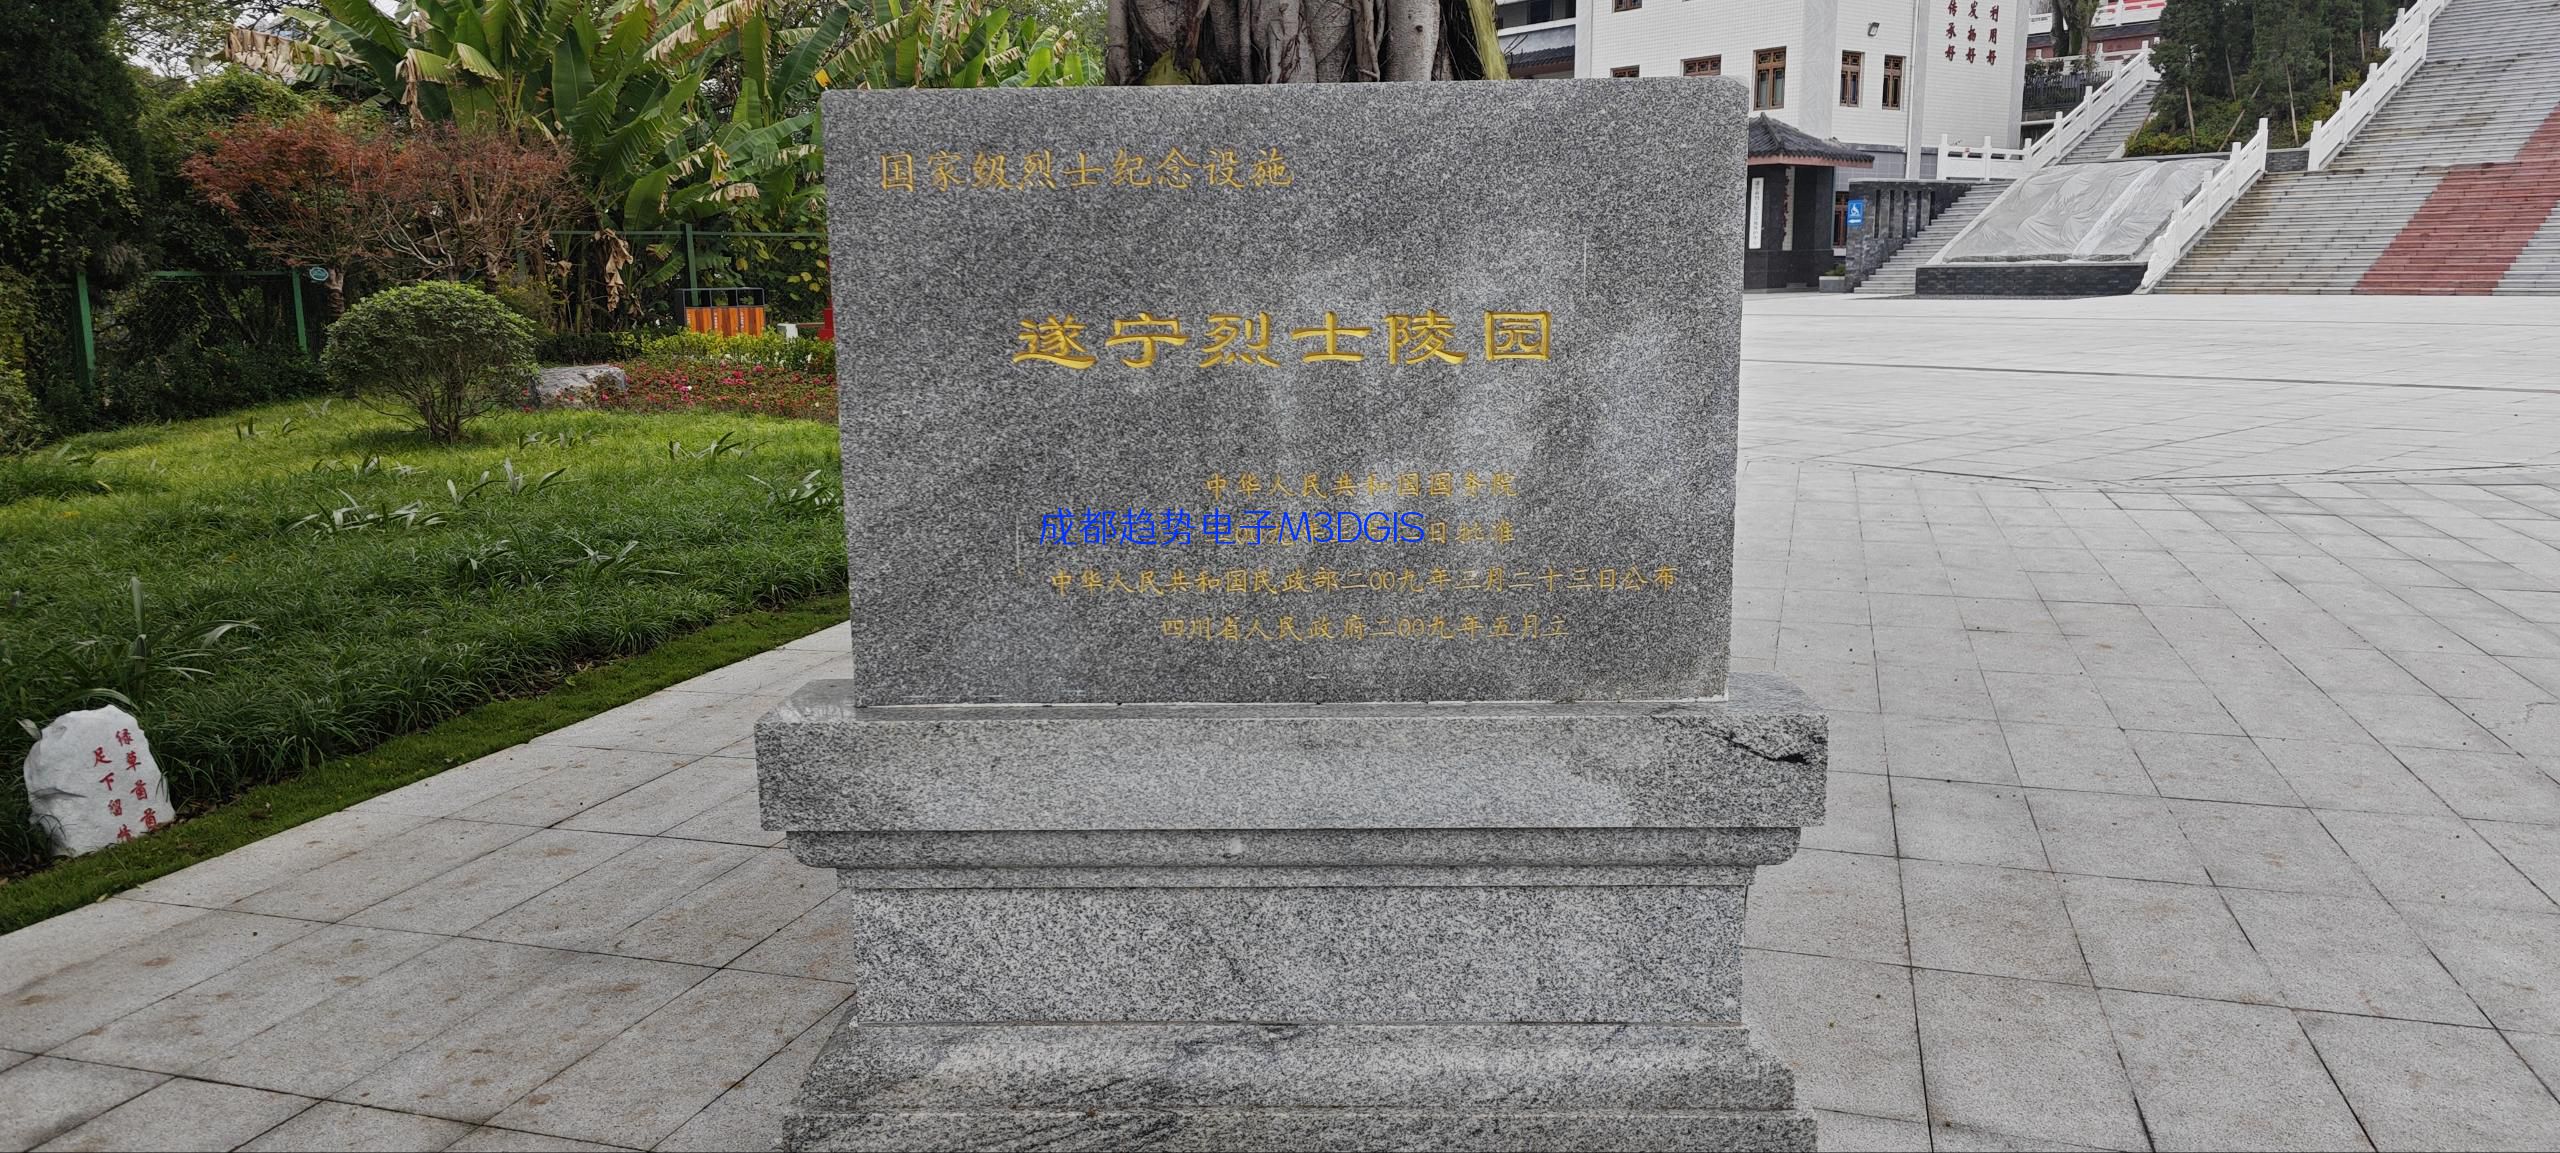 国家级烈士纪念设施
遂宁烈士陵园
中华人民共和国国务院
日批准
成都趋势电子M3DGIS
中华人民共和国民政部二00九年三月二十三日公布
四川省人民政府二00九年五月立
绿草茵茵
足下留情
利用好
发扬好
传承好